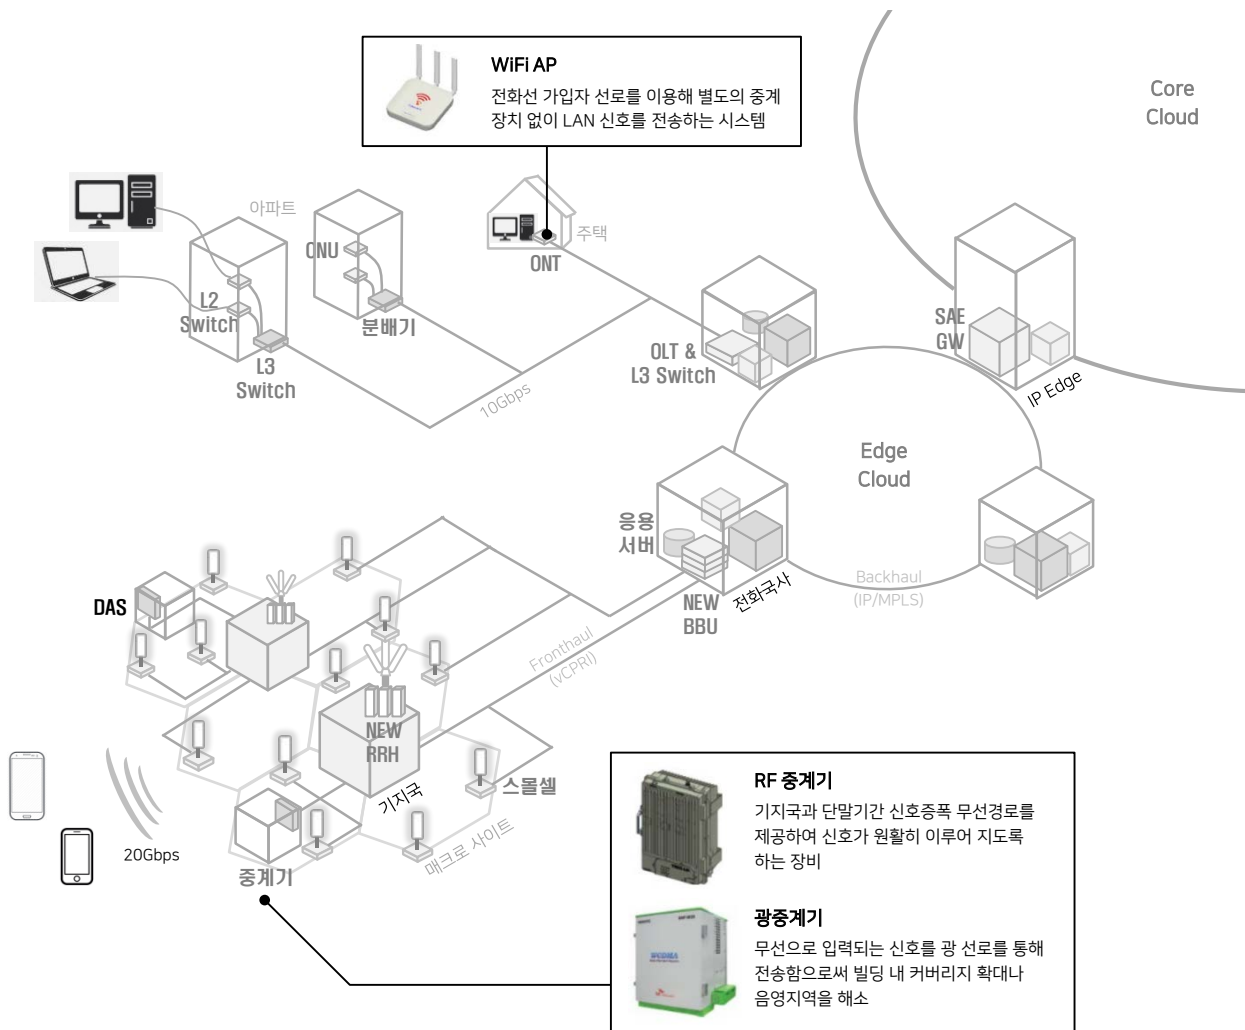 WiFi AP
전화선 가입자 선로를 이용해 별도의 중계
장치 없이 LAN 신호를 전송하는 시스템
Core
Cloud
아파트
주택
ONU
ONT
L2
Switch
분배기
L3
Switch
10Gbps
OLT &
L3 Switch
SAE
GW
IP Edge
Edge
Cloud
응용
서버
NEW
BBU
전화국사
Backhaul
(IP/MPLS)
DAS
Fronthaul
(vCPRI)
NEW
RRH
기지국
스몰셀
매크로 사이트
20Gbps
중계기
RF 중계기
기지국과 단말기간 신호증폭 무선경로를
제공하여 신호가 원활히 이루어 지도록
하는 장비
광중계기
무선으로 입력되는 신호를 광 선로를 통해
전송함으로써 빌딩 내 커버리지 확대나
음영지역을 해소
WCDMA